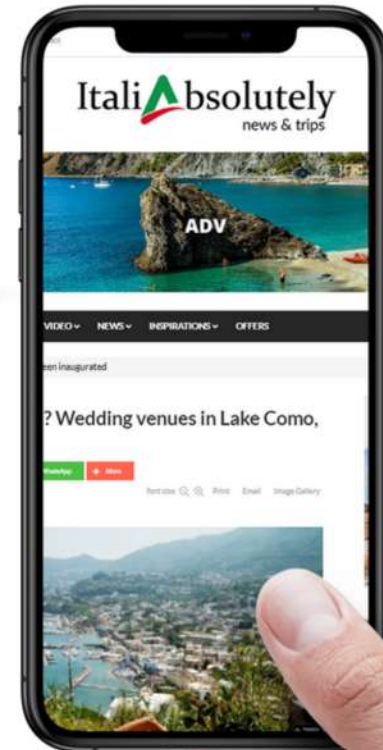 ItaliAbsolutely
news & trips
ADV
VIDEO NEWS INSPIRATIONS OFFERS
een inaugurated
? Wedding venues in Lake Como,
WhatsApp + More
font size Print Email Image Gallery